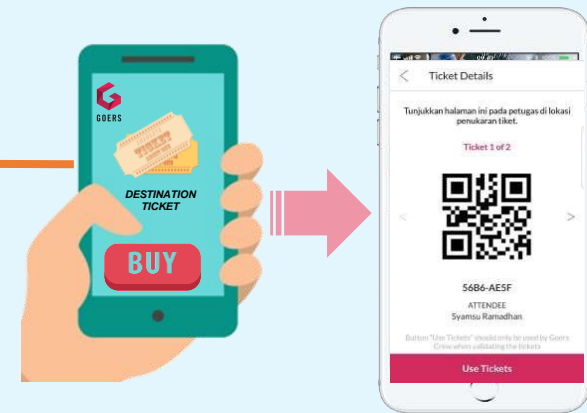 GOERS
TICKET
DESTINATION
TICKET
BUY
Ticket Details
Tunjukkan halaman ini pada petugas di lokasi
penukaran tiket.
Ticket 1 of 2
56B6-AE5F
ATTENDEE
Syamsu Ramadhan
Button "Use Tickets" should only be used by Goers
Crew when validating the tickets
Use Tickets